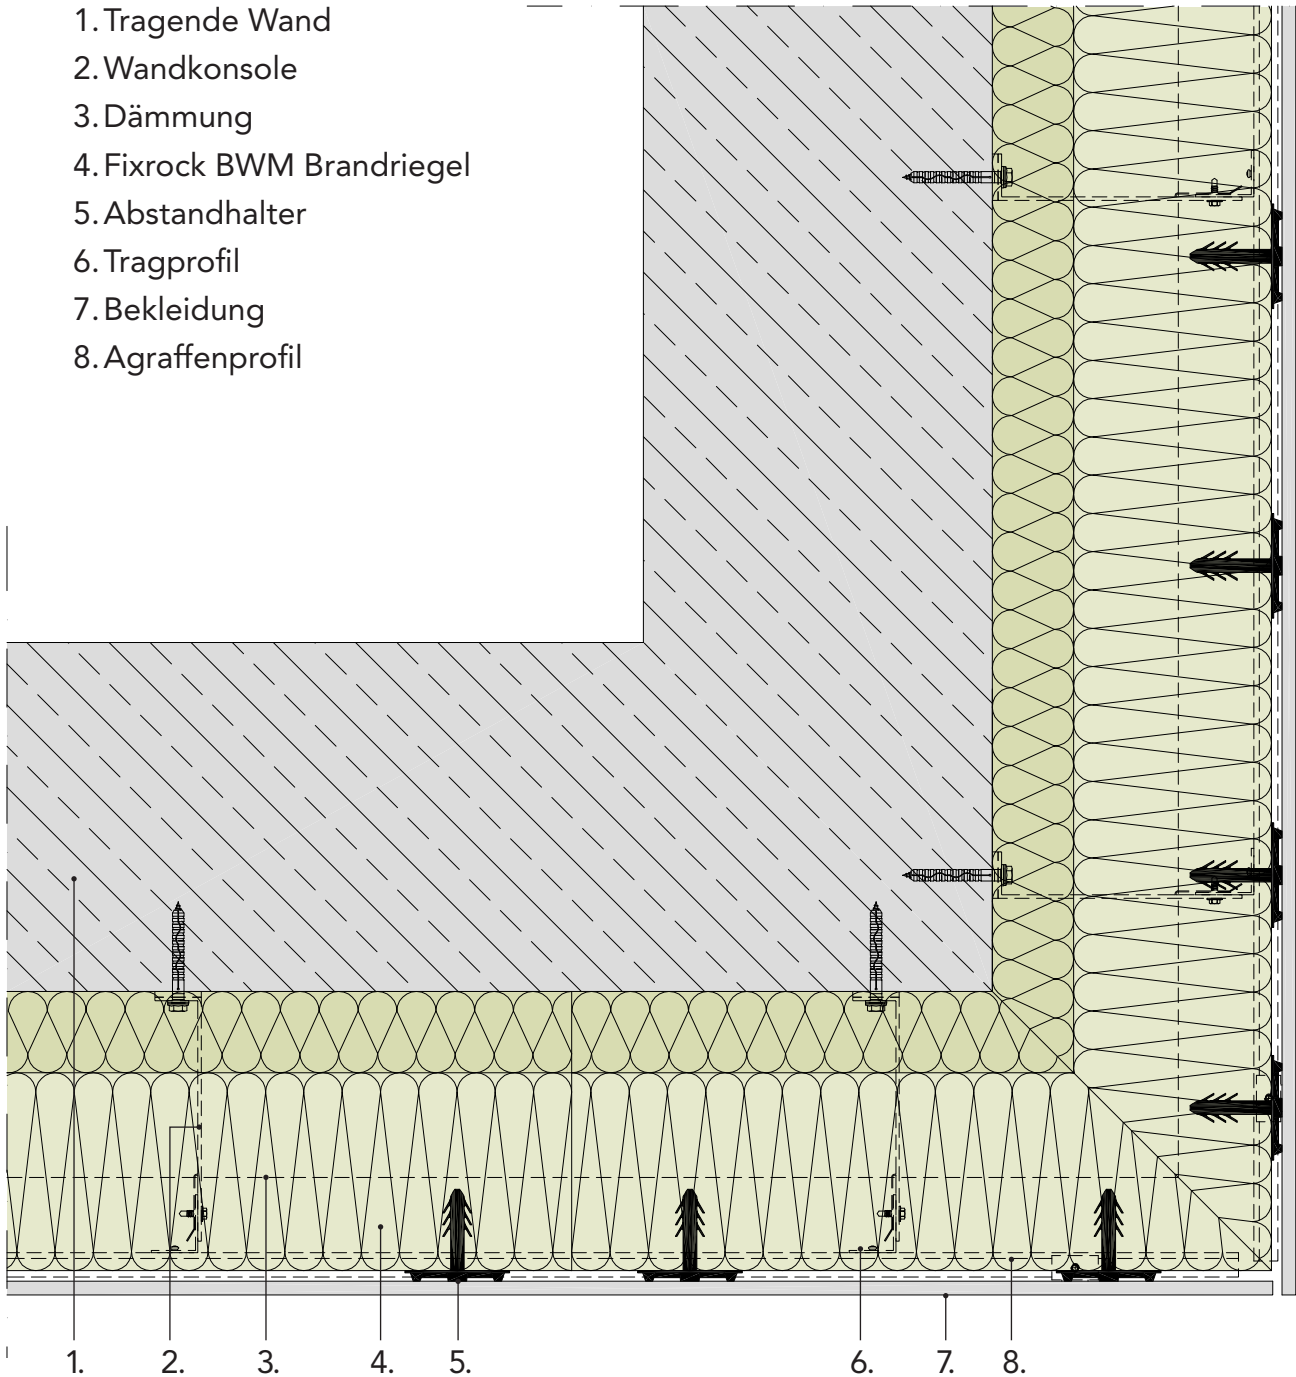 1. Tragende Wand
2. Wandkonsole
3. Dämmung
4. Fixrock BWM Brandriegel
5. Abstandhalter
6. Tragprofil
7. Bekleidung
8. Agraffenprofil
1. 2. 3. 4. 5. 6. 7. 8.